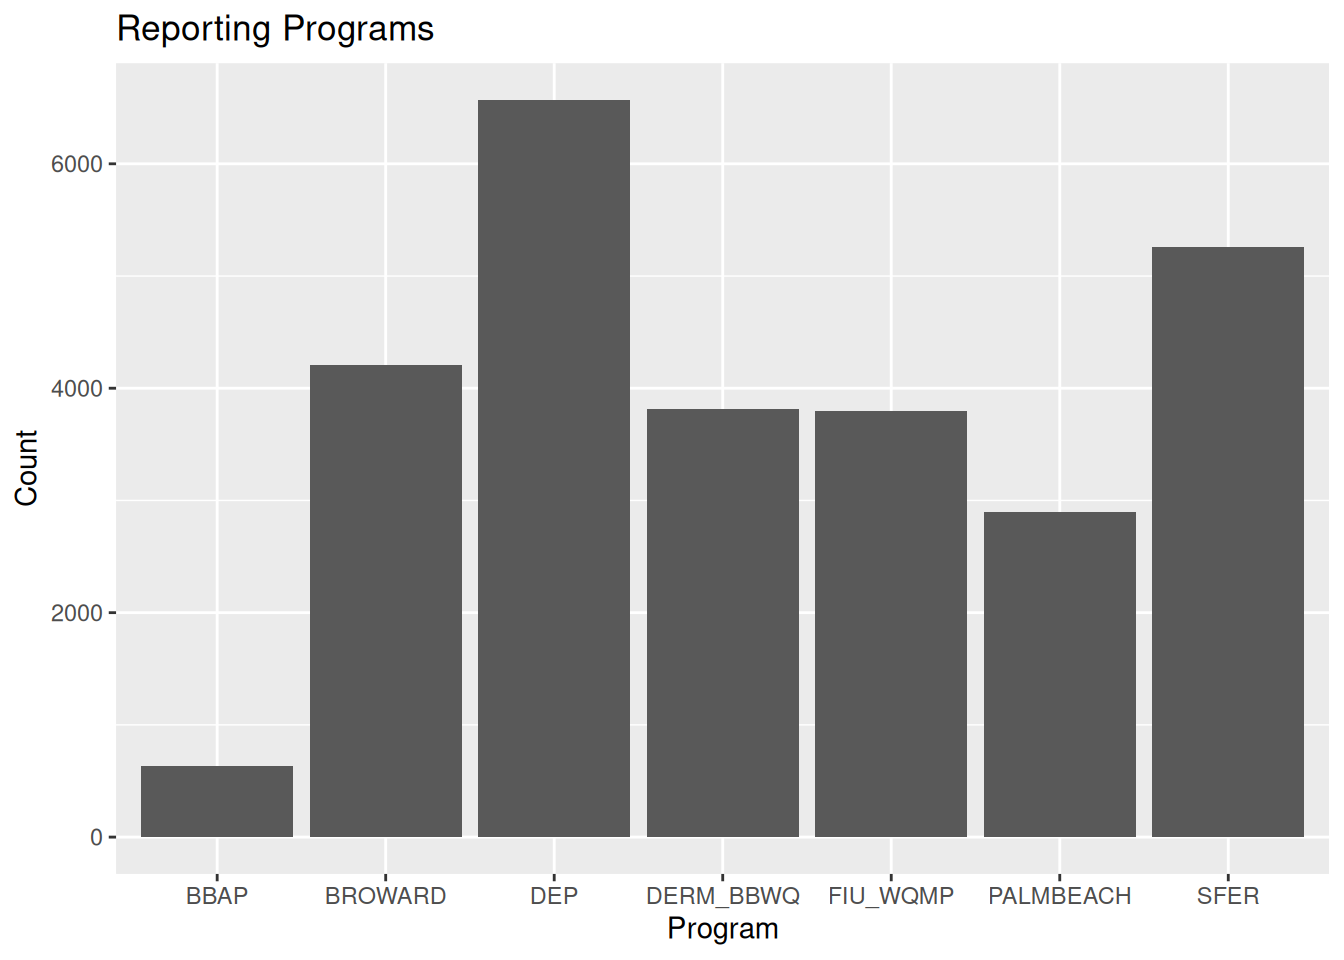 Reporting Programs
6000
4000
2000
0
Count
BBAP BROWARD DEP DERM_BBWQ FIU_WQMP PALMBEACH SFER
Program